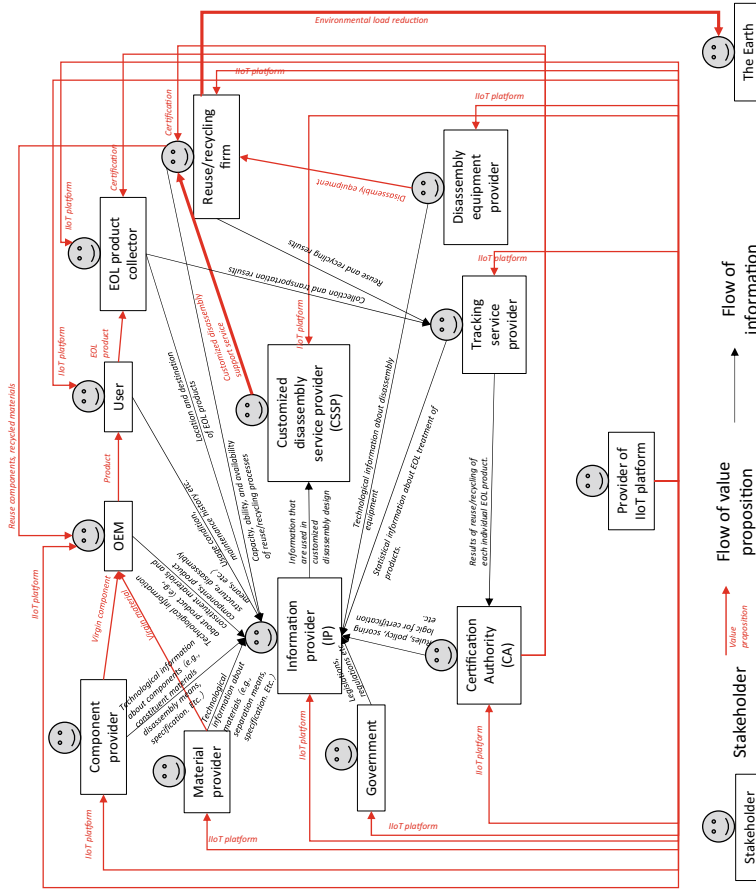 Environmental load reduction
The Earth
Reuse components, recycled materials
IIoT platform
Component
provider
Virgin component
Virgin material
OEM
IIoT platform
Product
User
IIoT platform
EOL
product
EOL product
collector
IIoT platform
Certification
Reuse/recycling
firm
Certification
IIoT platform
IIoT platform
Technological information
about components (e.g.,
constituent materials
disassembly means,
specification. Etc.)
Technological information
about product (e.g.,
constituent materials and
components, product
structure, disassembly
means, etc.)
Usage condition,
maintenance history etc.
Location and destination
of EOL products
Capacity, ability, and availability
of reuse/recycling processes
Customized disassembly
support service
Collection and transportation results
Reuse and recycling results
Disassembly equipment
Material
provider
IIoT platform
Technological
information about
materials (e.g.,
separation means,
specification. Etc.)
Information
provider
(IP)
IIoT platform
Information that
are used in
customized
disassembly design
Customized
disassembly
service provider
(CSSP)
IIoT platform
Technological information about disassembly
equipment
Disassembly
equipment
provider
IIoT platform
Government
IIoT platform
Legislations,
regulations etc.
Rules, policy, scoring
logic for certification
etc.
Statistical information about EOL treatment of
products.
Tracking
service
provider
IIoT platform
Certification
Authority
(CA)
IIoT platform
Results of reuse/recycling of
each individual EOL product.
Provider of
IIoT platform
Stakeholder
Stakeholder
Value
proposition
Flow of value
proposition
Flow of
information